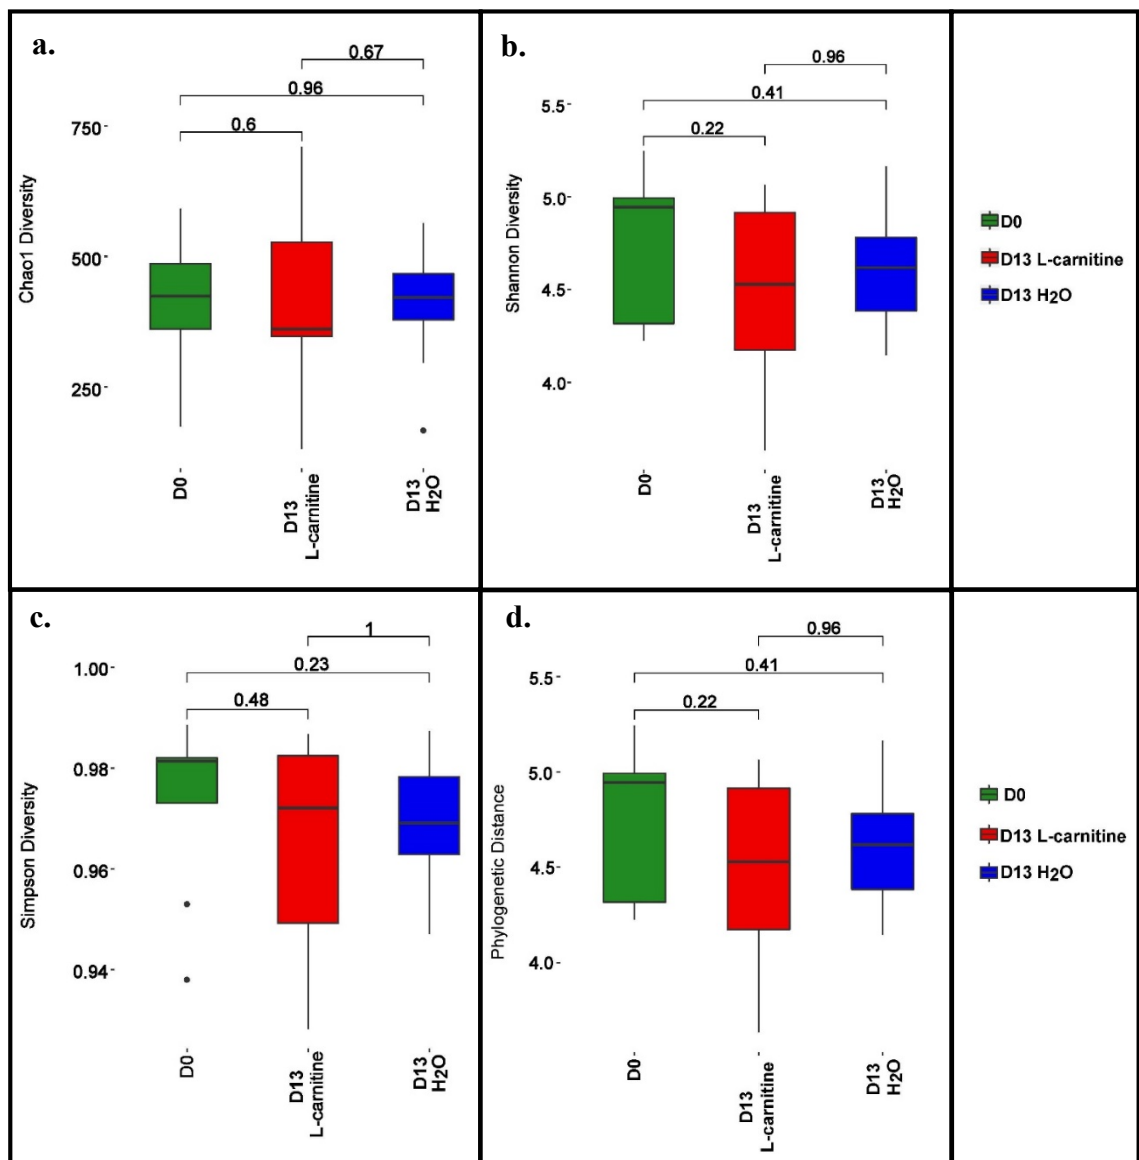 a.
0.67
0.96
0.6
750
500
250
Chao1 Diversity
D0
D13
L-carnitine
D13
H2O
b.
0.96
0.41
0.22
5.5
5.0
4.5
4.0
Shannon Diversity
D0
D13
L-carnitine
D13
H2O
D0
D13 L-carnitine
D13 H2O
c.
1
0.23
0.48
1.00
0.98
0.96
0.94
Simpson Diversity
D0
D13
L-carnitine
D13
H2O
d.
0.96
0.41
0.22
5.5
5.0
4.5
4.0
Phylogenetic Distance
D0
D13
L-carnitine
D13
H2O
D0
D13 L-carnitine
D13 H2O